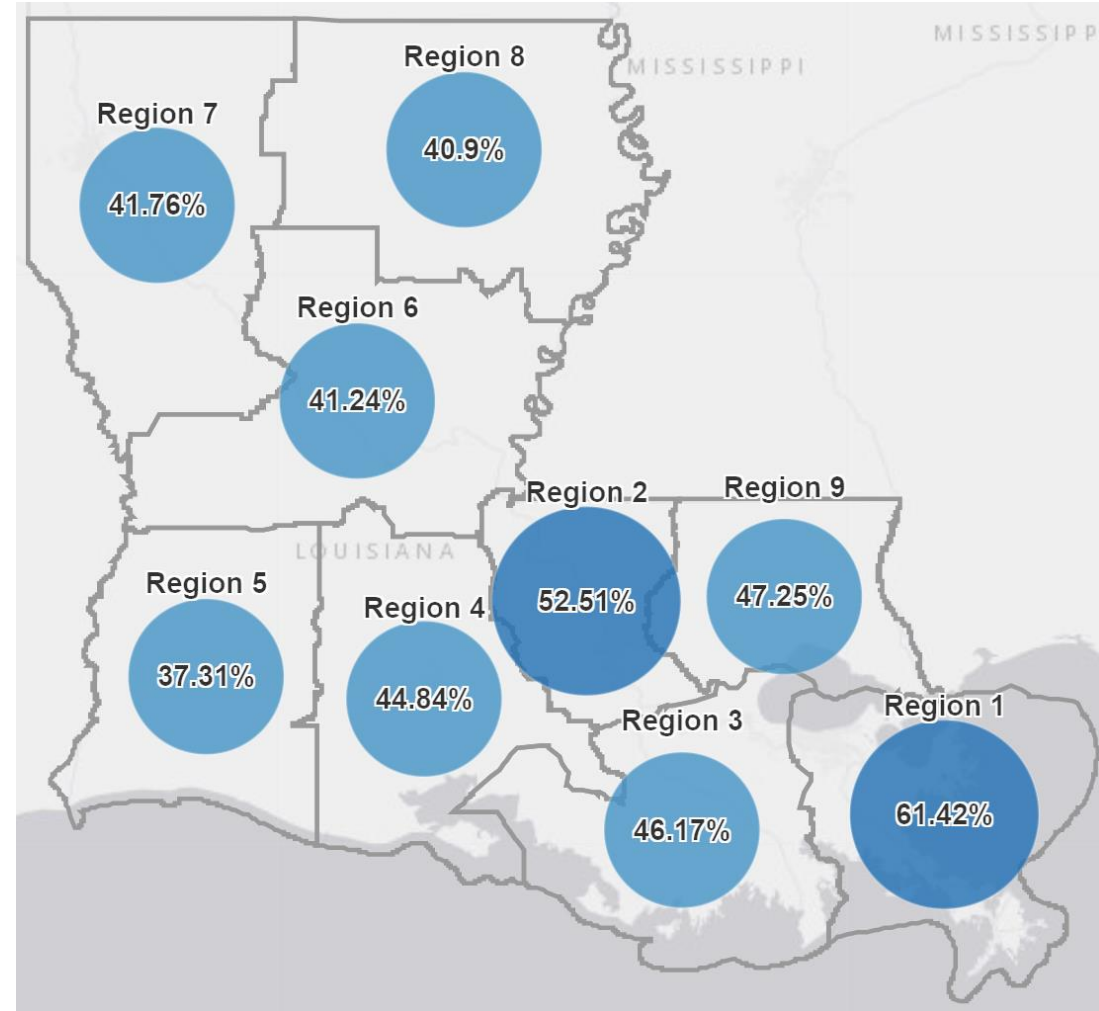 MISSISSIPP
Region 8
MISSISSIPPI
Region 7
40.9%
41.76%
Region 6
41.24%
Region 2
Region 9
LOUISIANA
Region 5
Region 4
52.51%
47.25%
37.31%
44.84%
Region 3
Region 1
46.17%
61.42%